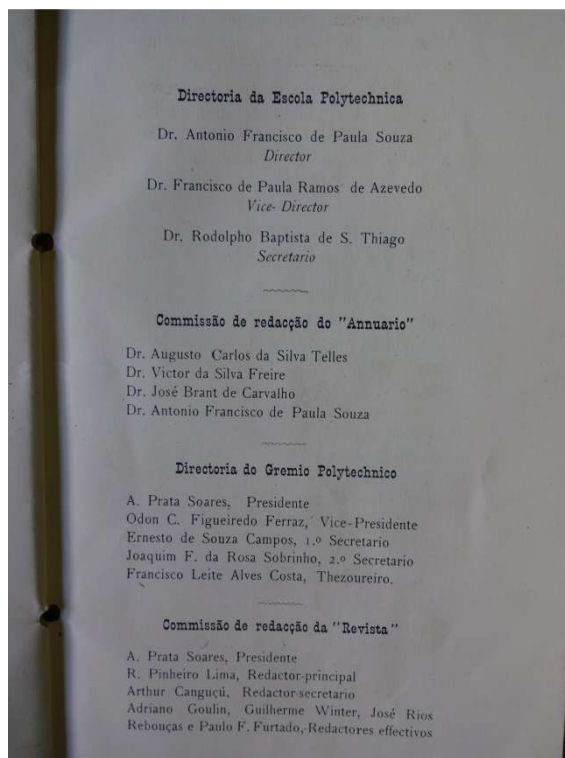 Directoria da Escola Polytechnica
Dr. Antonio Francisco de Paula Souza
Director
Dr. Francisco de Paula Ramos de Azevedo
Vice- Director
Dr. Rodolpho Baptista de S. Thiago
Secretario
Commissão de redacção do "Annuario"
Dr. Augusto Carlos da Silva Telles
Dr. Victor da Silva Freire
Dr. José Brant de Carvalho
Dr. Antonio Francisco de Paula Souza
Directoria do Gremio Polytechnico
A. Prata Soares, Presidente
Odon C. Figueiredo Ferraz, Vice-Presidente
Ernesto de Souza Campos, 1.º Secretario
Joaquim F. da Rosa Sobrinho, 2.º Secretario
Francisco Leite Alves Costa, Thezoureiro.
Commissão de redacção da "Revista"
A. Prata Soares, Presidente
R. Pinheiro Lima, Redactor-principal
Arthur Canguçú, Redactor-secretario
Adriano Goulin, Guilherme Winter, José Rios
Rebouças e Paulo F. Furtado, Redactores effectivos